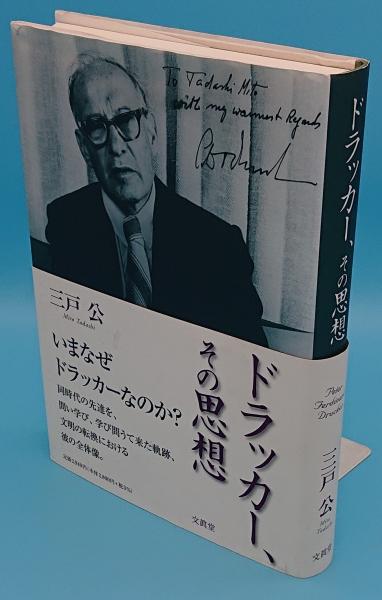 To Tadashi Mito
with my warmest Regards
三戸 公
Mito Tadashi
ドラッカー、
その思想
いまなぜ
ドラッカーなのか?
同時代の先達を、
問い学び、学び問うて来た軌跡、
文明の転換における
彼の全体像。
文眞堂
ドラッカー、その思想
Peter
Ferdinand
Drucker
三戸 公
Mito Tadashi
文眞堂